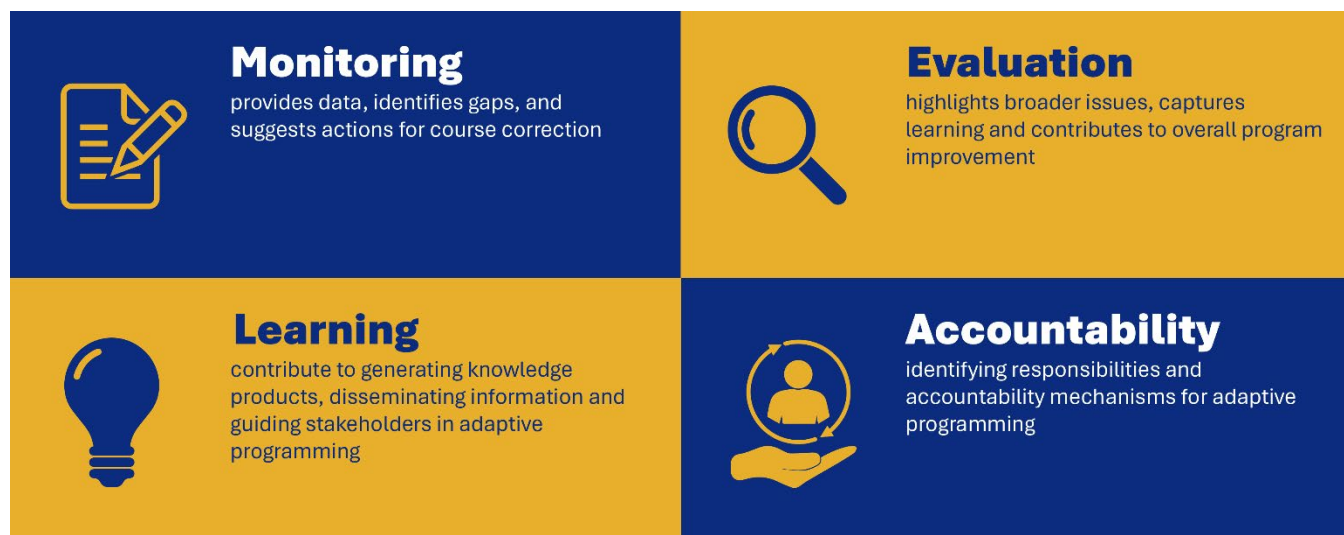 Monitoring
provides data, identifies gaps, and
suggests actions for course correction
Evaluation
highlights broader issues, captures
learning and contributes to overall program
improvement
Learning
contribute to generating knowledge
products, disseminating information and
guiding stakeholders in adaptive
programming
Accountability
identifying responsibilities and
accountability mechanisms for adaptive
programming